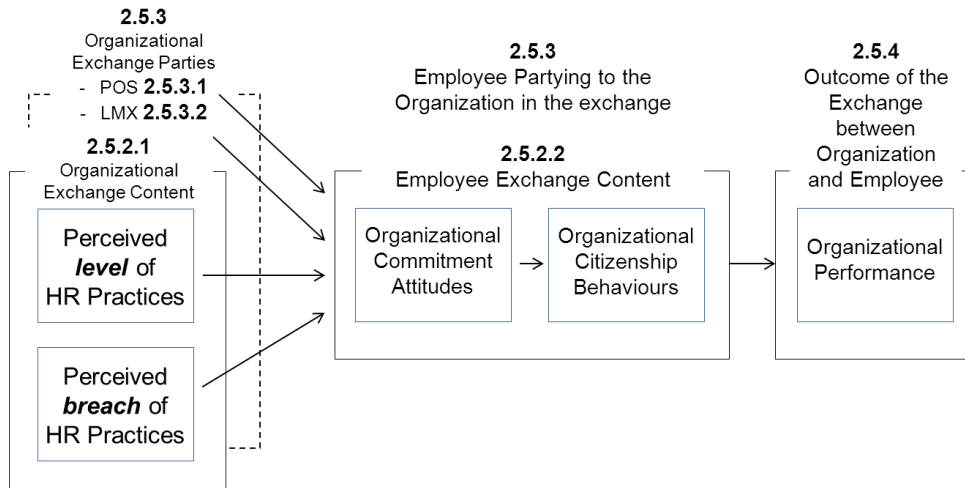 2.5.3
Organizational
Exchange Parties
- POS 2.5.3.1
- LMX 2.5.3.2
2.5.2.1
Organizational
Exchange Content
Perceived
level of
HR Practices
Perceived
breach of
HR Practices
2.5.3
Employee Partying to the
Organization in the exchange
2.5.2.2
Employee Exchange Content
Organizational
Commitment
Attitudes
Organizational
Citizenship
Behaviours
2.5.4
Outcome of the
Exchange
between
Organization
and Employee
Organizational
Performance